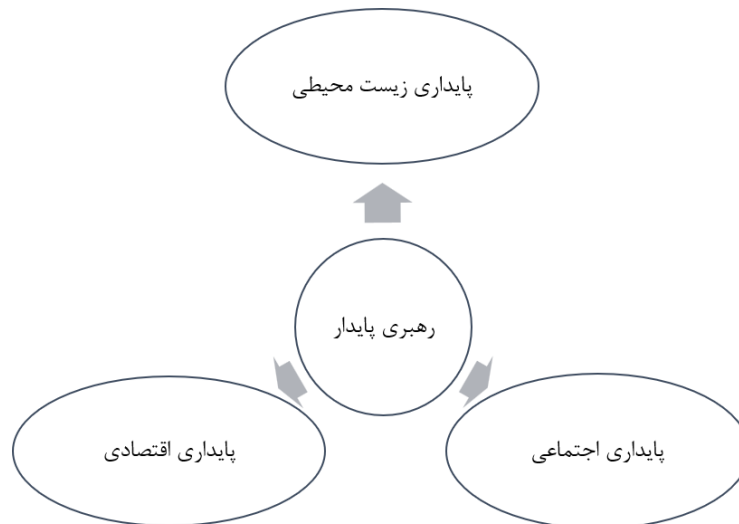 پایداری زیست محیطی
رهبری پایدار
پایداری اجتماعی
پایداری اقتصادی